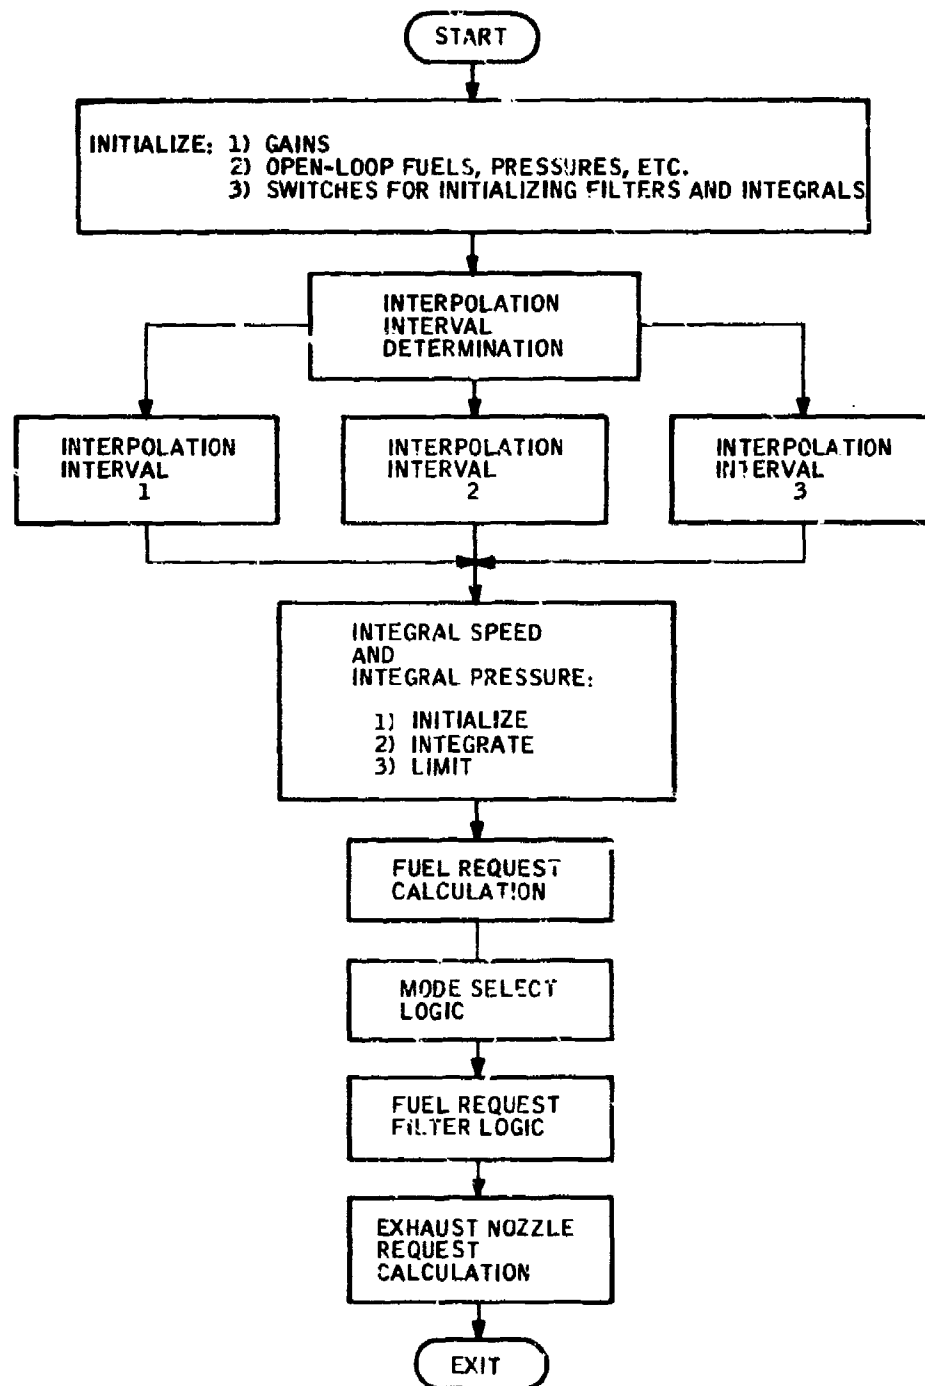 START
INITIALIZE: 1) GAINS
2) OPEN-LOOP FUELS, PRESSURES, ETC.
3) SWITCHES FOR INITIALIZING FILTERS AND INTEGRALS
INTERPOLATION
INTERVAL
DETERMINATION
INTERPOLATION
INTERVAL
1
INTERPOLATION
INTERVAL
2
INTERPOLATION
INTERVAL
3
INTEGRAL SPEED
AND
INTEGRAL PRESSURE:
1) INITIALIZE
2) INTEGRATE
3) LIMIT
FUEL REQUEST
CALCULATION
MODE SELECT
LOGIC
FUEL REQUEST
FILTER LOGIC
EXHAUST NOZZLE
REQUEST
CALCULATION
EXIT